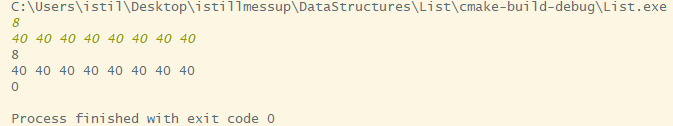 C:\Users\istil\Desktop\istillmessup\DataStructures\List\cmake-build-debug\List.exe
8
40 40 40 40 40 40 40 40
8
40 40 40 40 40 40 40 40
0
Process finished with exit code 0